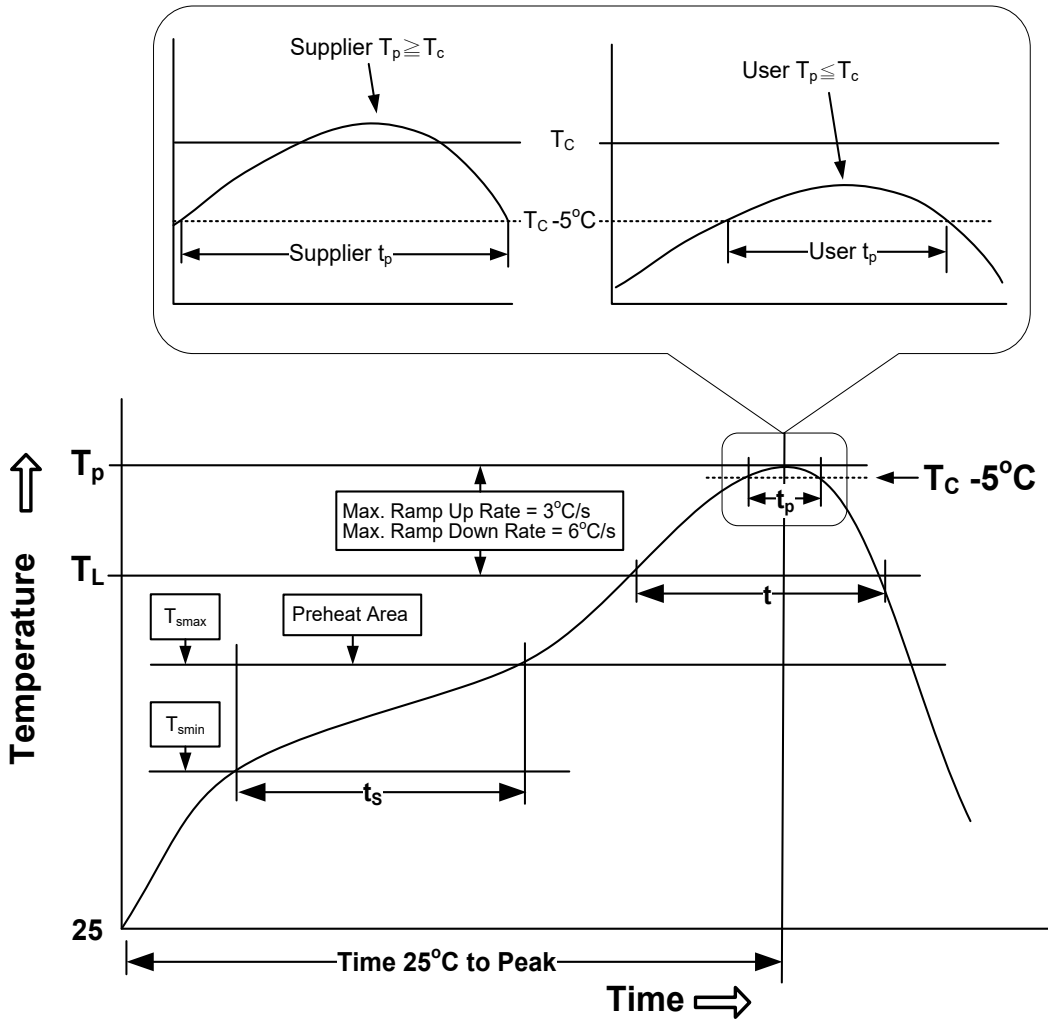 Supplier Tp≧Tc
User Tp≦Tc
TC
TC -5°C
Supplier tp
User tp
Tp
TC -5°C
tp
Max. Ramp Up Rate = 3°C/s
Max. Ramp Down Rate = 6°C/s
TL
t
Tsmax
Preheat Area
Tsmin
tS
Temperature
25
Time 25°C to Peak
Time